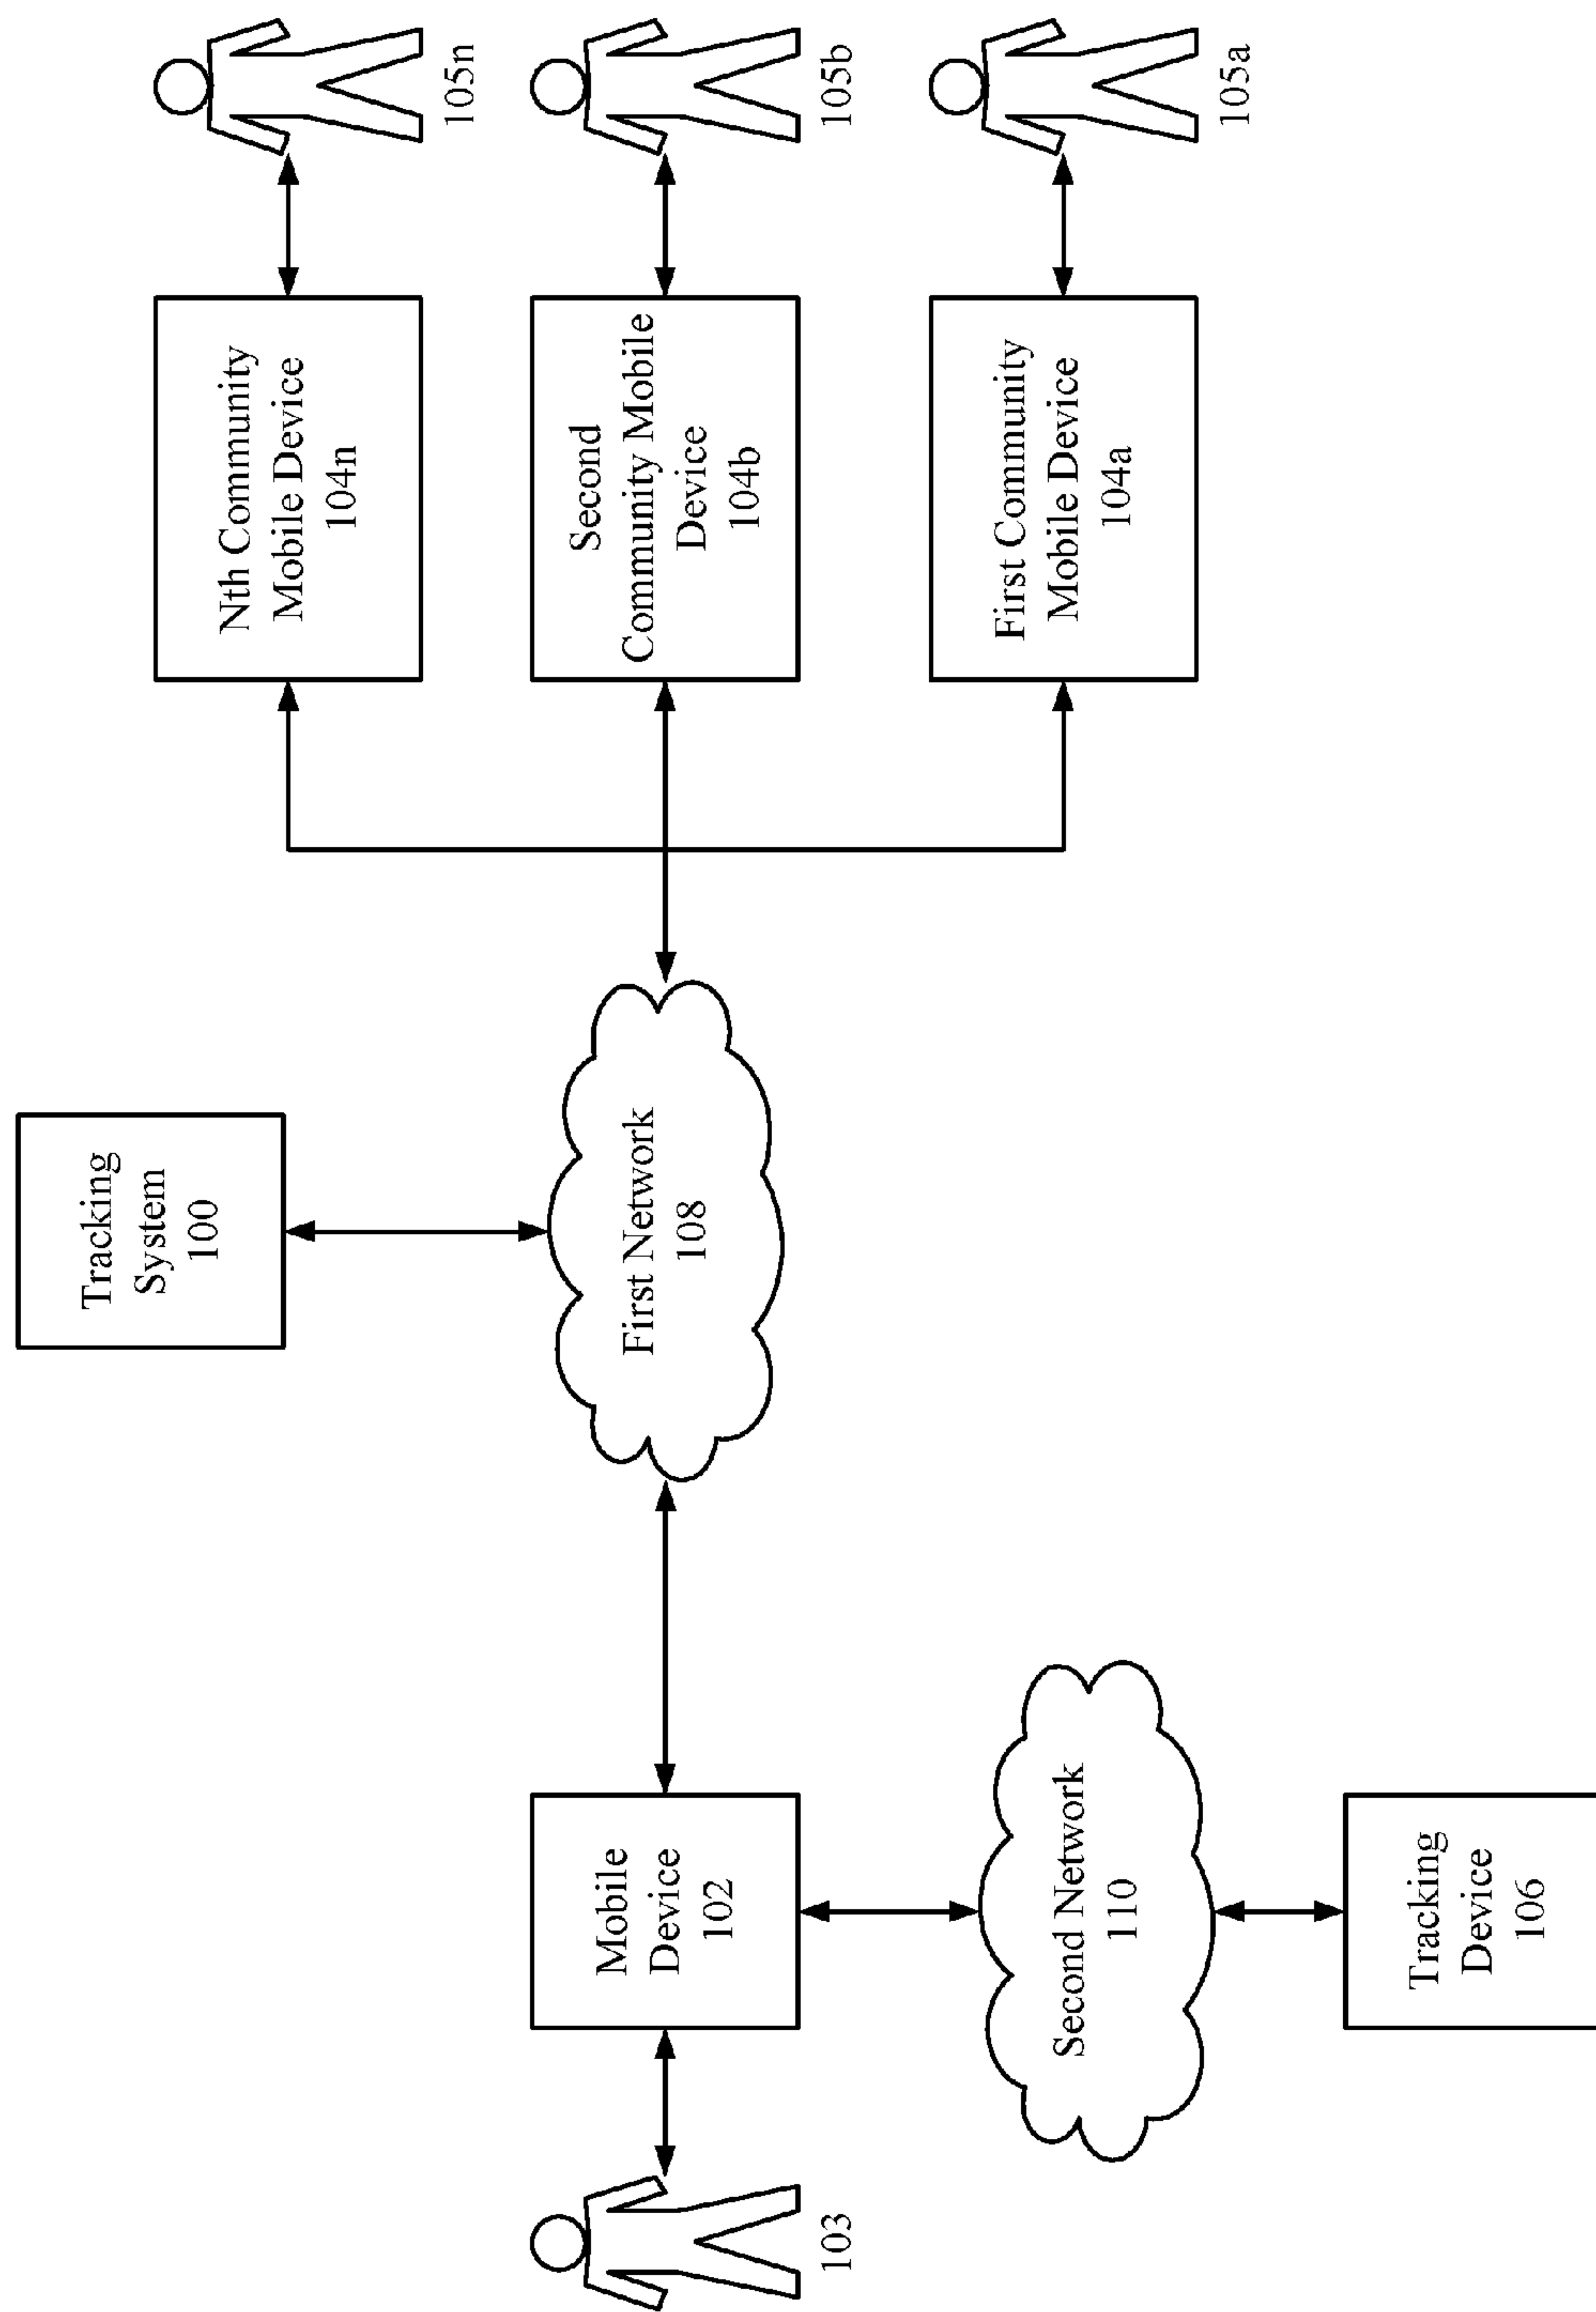 Tracking
System
100
Nth Community
Mobile Device
104n
105n
103
Mobile
Device
102
First Network
108
Second
Community Mobile
Device
104b
105b
Second Network
110
First Community
Mobile Device
104a
105a
Tracking
Device
106